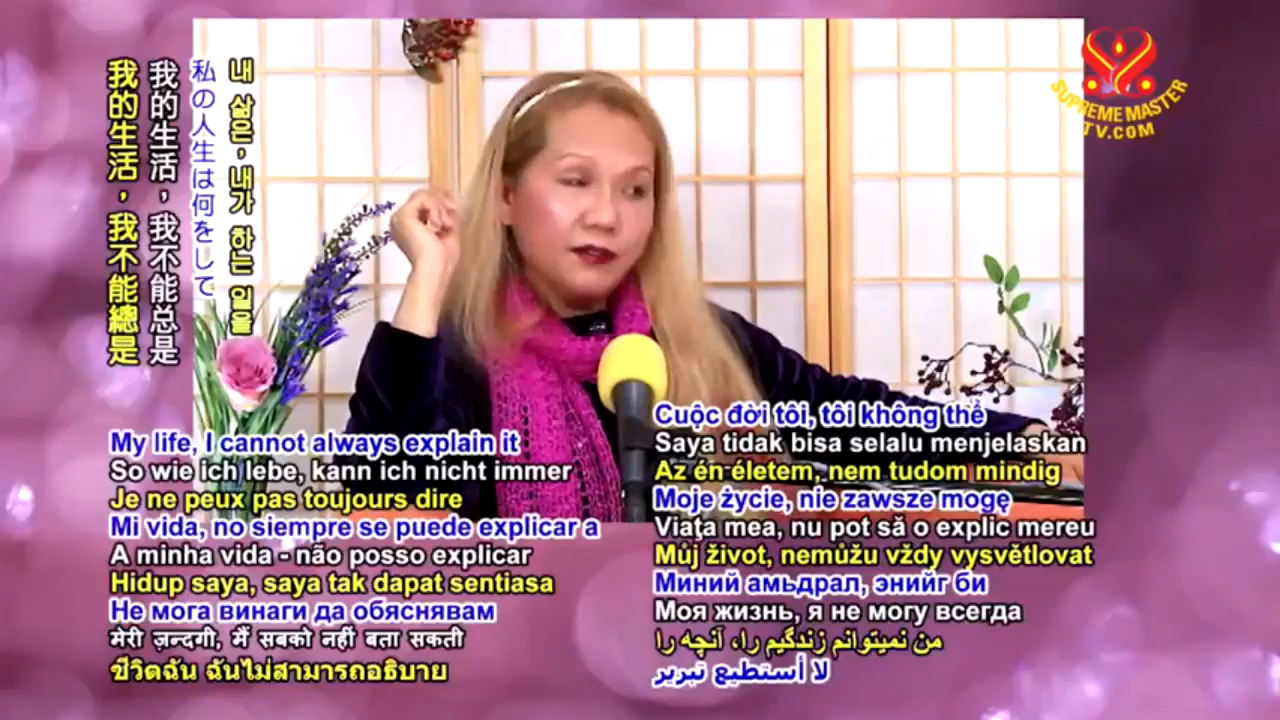 我的生活，我不能總是
我的生活，我不能总是
私の人生は何をして
내 삶은, 내가 하는 일을
SUPREME MASTER
TV.COM
My life, I cannot always explain it
So wie ich lebe, kann ich nicht immer
Je ne peux pas toujours dire
Mi vida, no siempre se puede explicar a
A minha vida - não posso explicar
Hidup saya, saya tak dapat sentiasa
Не мога винаги да обяснявам
मेरी ज़न्दगी, मैं सबको नहीं बता सकती
ชีวิตฉัน ฉันไม่สามารถอธิบาย
Cuộc đời tôi, tôi không thể
Saya tidak bisa selalu menjelaskan
Az én életem, nem tudom mindig
Moje życie, nie zawsze mogę
Viaţa mea, nu pot să o explic mereu
Můj život, nemůžu vždy vysvětlovat
Миний амьдрал, энийг би
Моя жизнь, я не могу всегда
من نمیتوانم زندگیم را، آنچه را
لا أستطيع تبرير